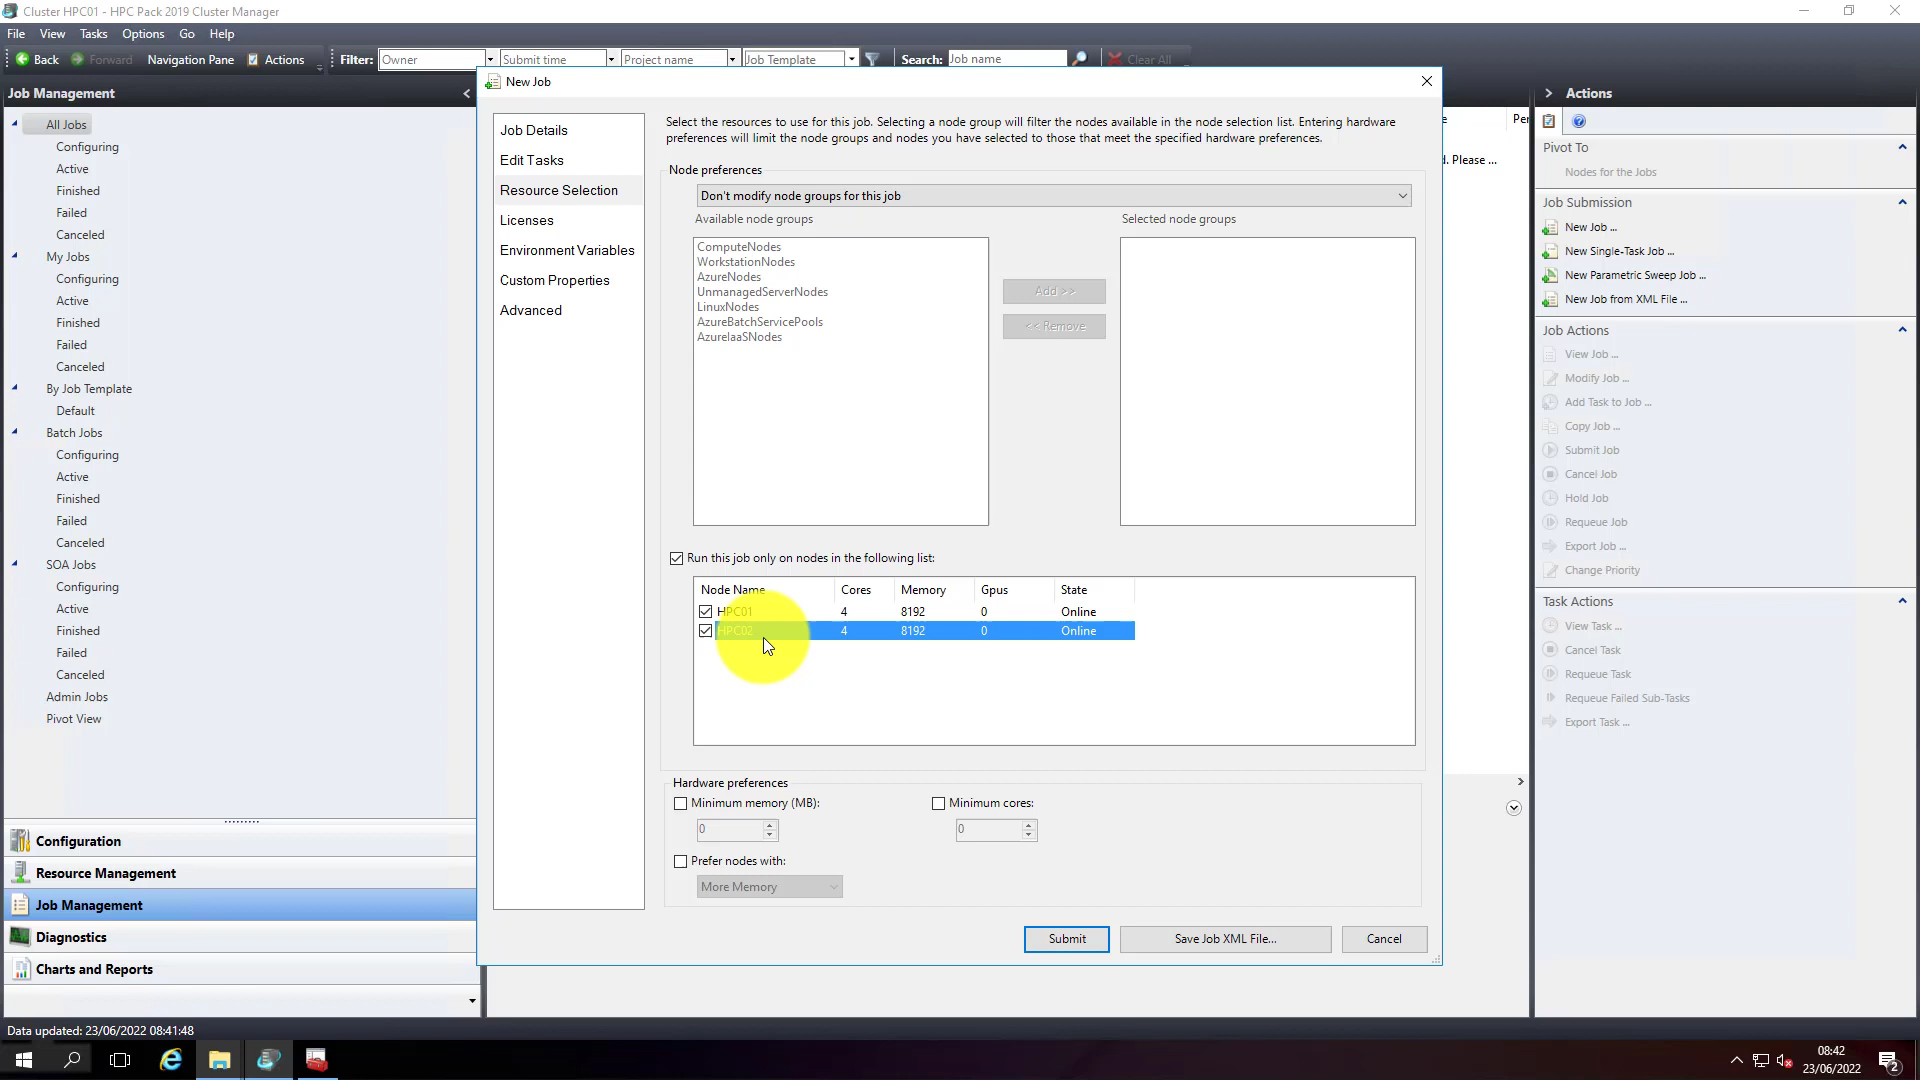 Cluster HPC01 - HPC Pack 2019 Cluster Manager
File View Tasks Options Go Help
Back Forward Navigation Pane Actions Filter: Owner Submit time Project name Job Template Search: Job name Clear All
Job Management
All Jobs
Configuring
Active
Finished
Failed
Canceled
My Jobs
Configuring
Active
Finished
Failed
Canceled
By Job Template
Default
Batch Jobs
Configuring
Active
Finished
Failed
Canceled
SOA Jobs
Configuring
Active
Finished
Failed
Canceled
Admin Jobs
Pivot View
Configuration
Resource Management
Job Management
Diagnostics
Charts and Reports
New Job
Job Details
Edit Tasks
Resource Selection
Licenses
Environment Variables
Custom Properties
Advanced
Select the resources to use for this job. Selecting a node group will filter the nodes available in the node selection list. Entering hardware
preferences will limit the node groups and nodes you have selected to those that meet the specified hardware preferences.
Node preferences
Don't modify node groups for this job
Available node groups
Selected node groups
ComputeNodes
WorkstationNodes
AzureNodes
UnmanagedServerNodes
LinuxNodes
AzureBatchServicePools
AzureIaaSNodes
Add >>
<< Remove
Run this job only on nodes in the following list:
Node Name Cores Memory Gpus State
HPC01 4 8192 0 Online
HPC02 4 8192 0 Online
Hardware preferences
Minimum memory (MB): Minimum cores:
0 0
Prefer nodes with:
More Memory
Submit Save Job XML File... Cancel
e Per
d. Please ...
Actions
Pivot To
Nodes for the Jobs
Job Submission
New Job ...
New Single-Task Job ...
New Parametric Sweep Job ...
New Job from XML File ...
Job Actions
View Job ...
Modify Job ...
Add Task to Job ...
Copy Job ...
Submit Job
Cancel Job
Hold Job
Requeue Job
Export Job ...
Change Priority
Task Actions
View Task ...
Cancel Task
Requeue Task
Requeue Failed Sub-Tasks
Export Task ...
Data updated: 23/06/2022 08:41:48
08:42
23/06/2022
2